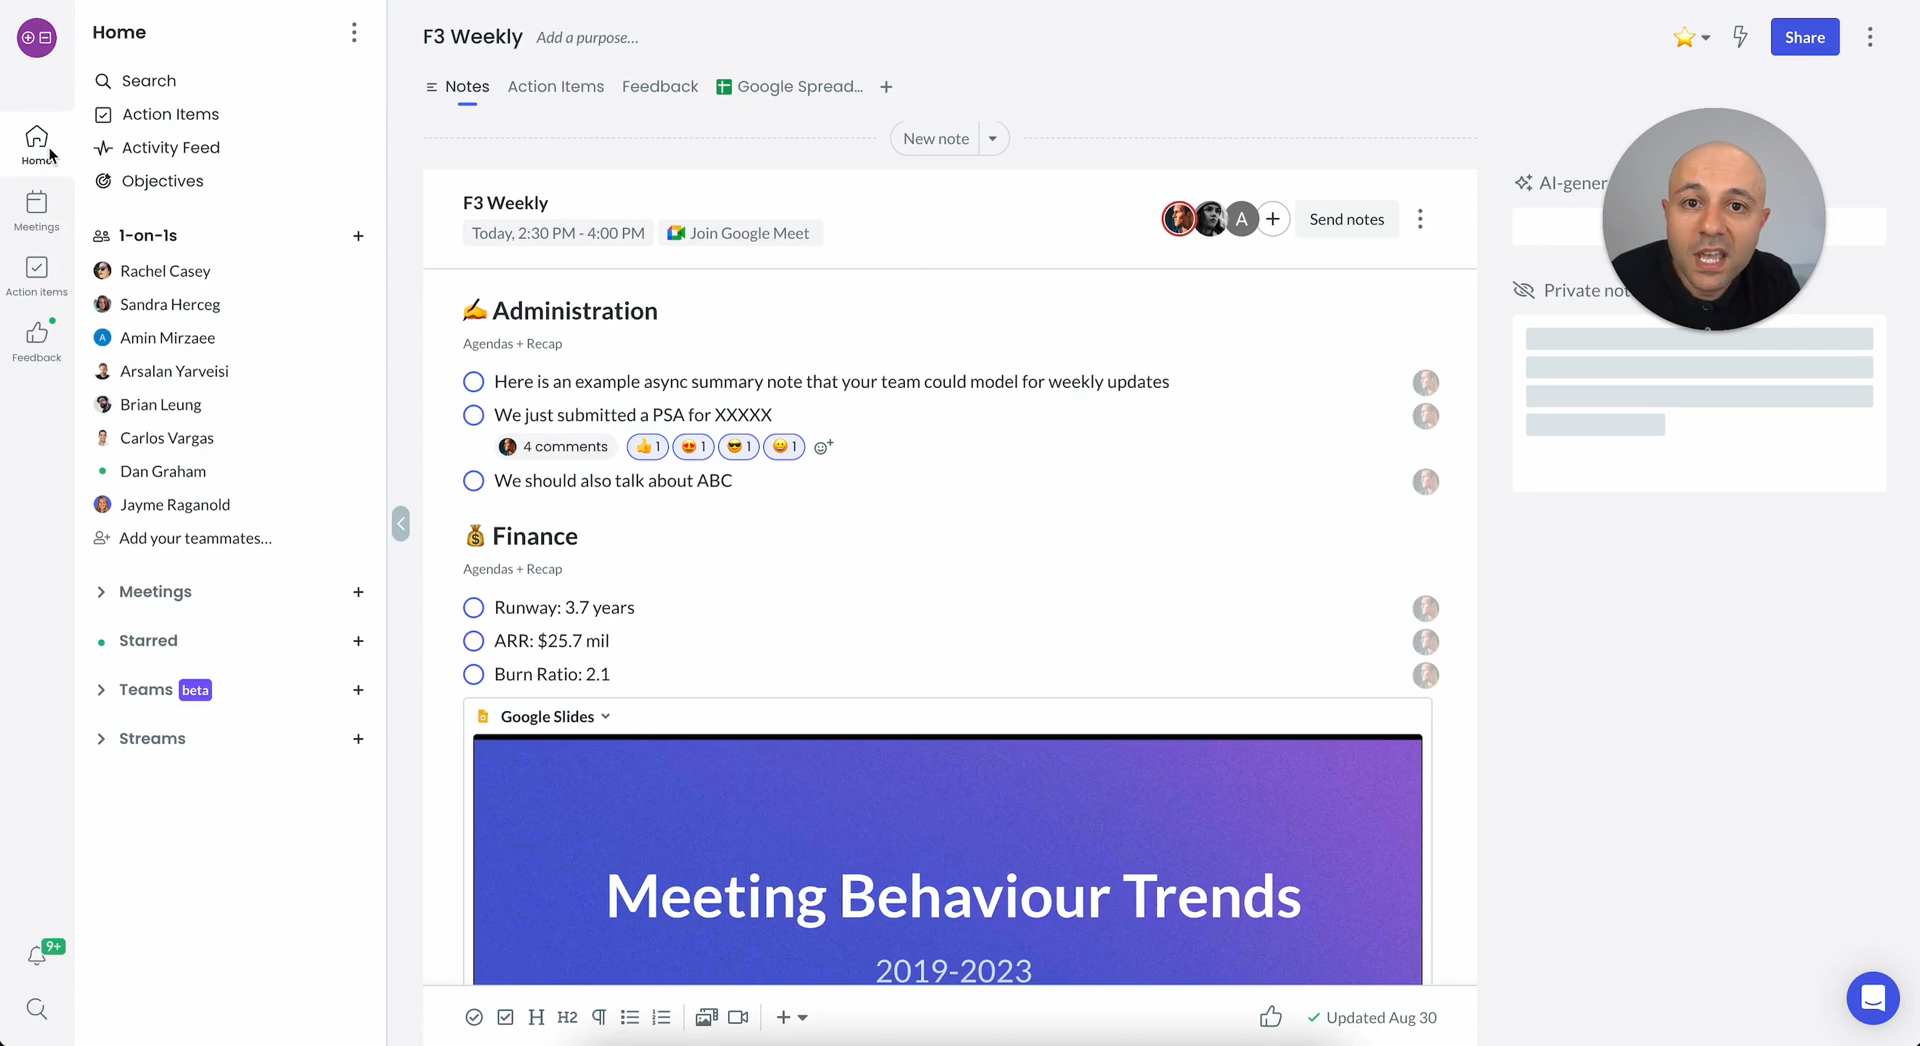 Home
Meetings
Action items
Feedback
9+
Home
Search
Action Items
Activity Feed
Objectives
1-on-1s
+
Rachel Casey
Sandra Herceg
A
Amin Mirzaee
Arsalan Yarveisi
Brian Leung
Carlos Vargas
Dan Graham
Jayme Raganold
Add your teammates...
Meetings +
Starred +
Teams beta +
Streams +
F3 Weekly Add a purpose...
Share
Notes Action Items Feedback Google Spread... +
New note
F3 Weekly
Today, 2:30 PM - 4:00 PM Join Google Meet
A + Send notes
✍️ Administration
Agendas + Recap
Here is an example async summary note that your team could model for weekly updates
We just submitted a PSA for XXXXX
4 comments 👍 1 😍 1 😎 1 😀 1
We should also talk about ABC
💰 Finance
Agendas + Recap
Runway: 3.7 years
ARR: $25.7 mil
Burn Ratio: 2.1
Google Slides
Meeting Behaviour Trends
2019-2023
H H2 +
Updated Aug 30
AI-gener
Private not